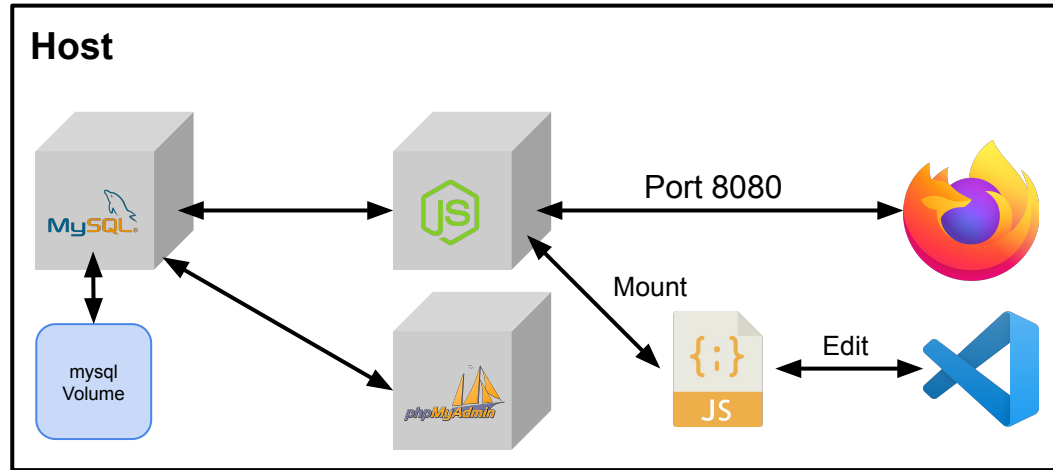 Host
MySQL®
JS
Port 8080
Mount
mysql
Volume
phpMyAdmin
{;}
JS
Edit